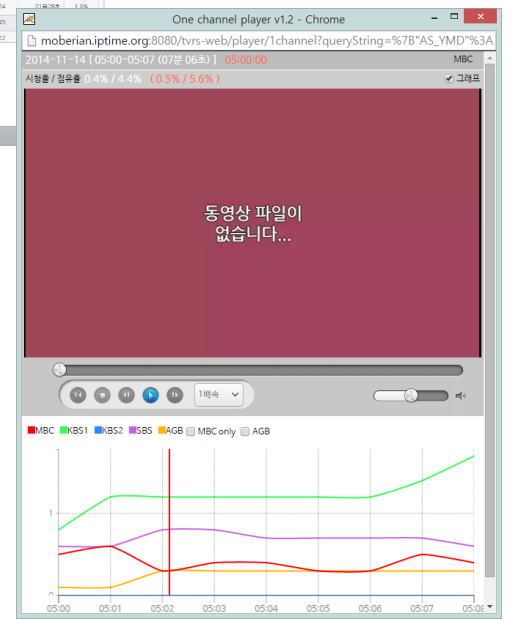 One channel player v1.2 - Chrome
moberian.iptime.org:8080/tvrs-web/player/1channel?queryString=%7B"AS_YMD"%3A
2014-11-14 [ 05:00-05:07 (07분 06초) ] 05:00:00 MBC
시청률 / 점유율 0.4% / 4.4% ( 0.5% / 5.6% ) 그래프
동영상 파일이
없습니다...
1배속
MBC KBS1 KBS2 SBS AGB MBC only AGB
1
0
05:00 05:01 05:02 05:03 05:04 05:05 05:06 05:07